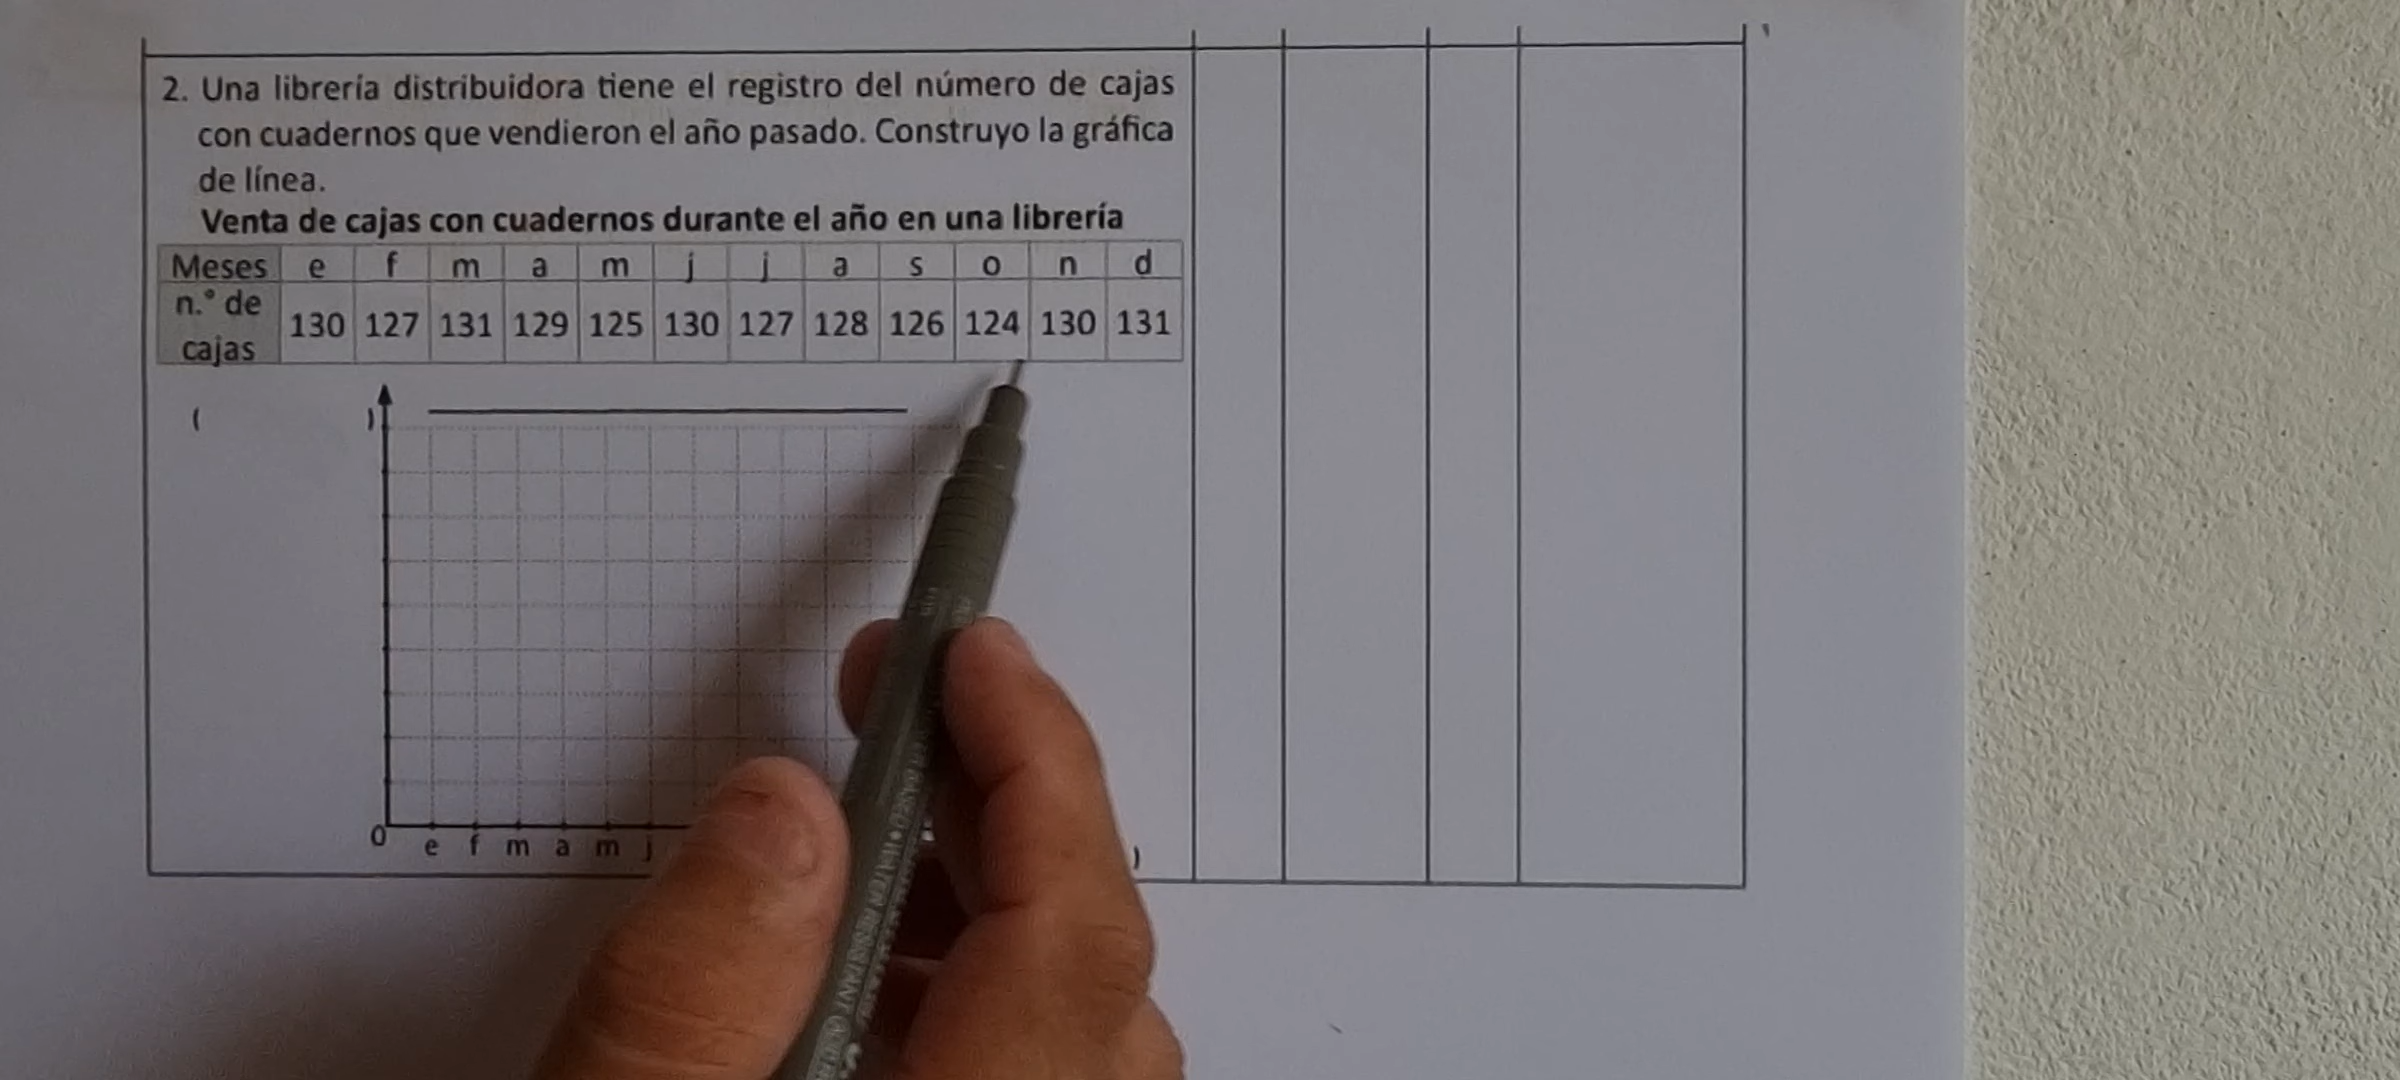 2. Una librería distribuidora tiene el registro del número de cajas
con cuadernos que vendieron el año pasado. Construyo la gráfica
de línea.
Venta de cajas con cuadernos durante el año en una librería
Meses e f m a m j j a s o n d
n.° de cajas 130 127 131 129 125 130 127 128 126 124 130 131
( )
0
e f m a m j
)